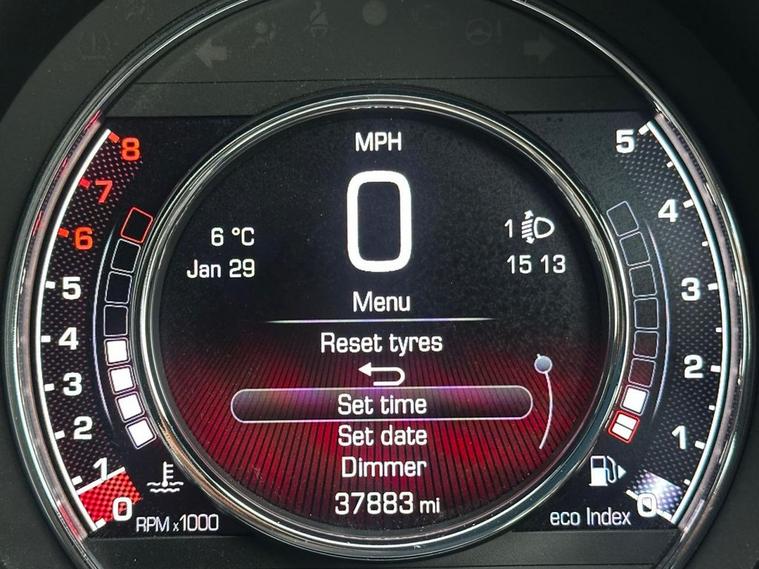 MPH
0
6 °C
1
Jan 29
15 13
Menu
Reset tyres
Set time
Set date
Dimmer
37883 mi
8
7
6
5
4
3
2
1
0
RPM x1000
5
4
3
2
1
0
eco Index